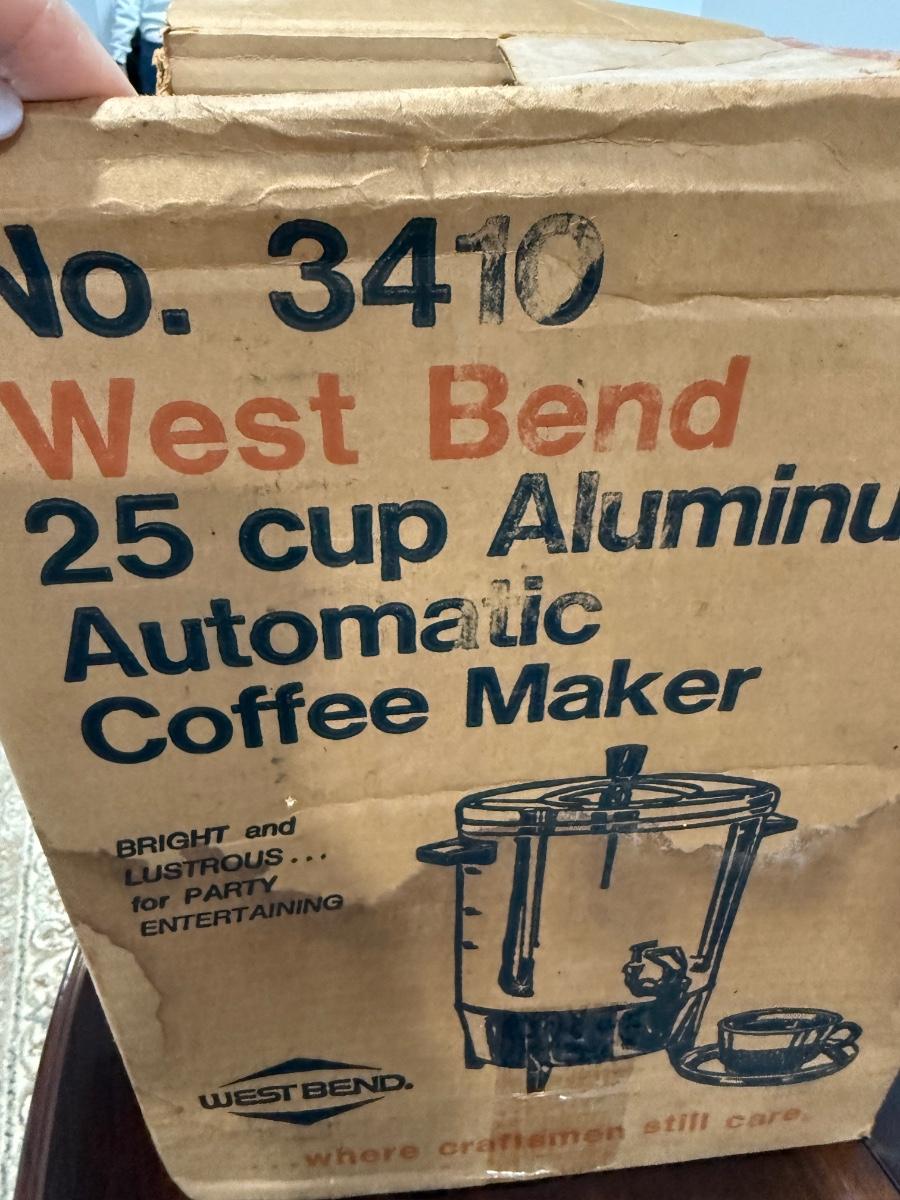 No. 3410
West Bend
25 cup Aluminu
Automatic
Coffee Maker
BRIGHT and
LUSTROUS...
for PARTY
ENTERTAINING
WEST BEND.
...where craftsmen still care.